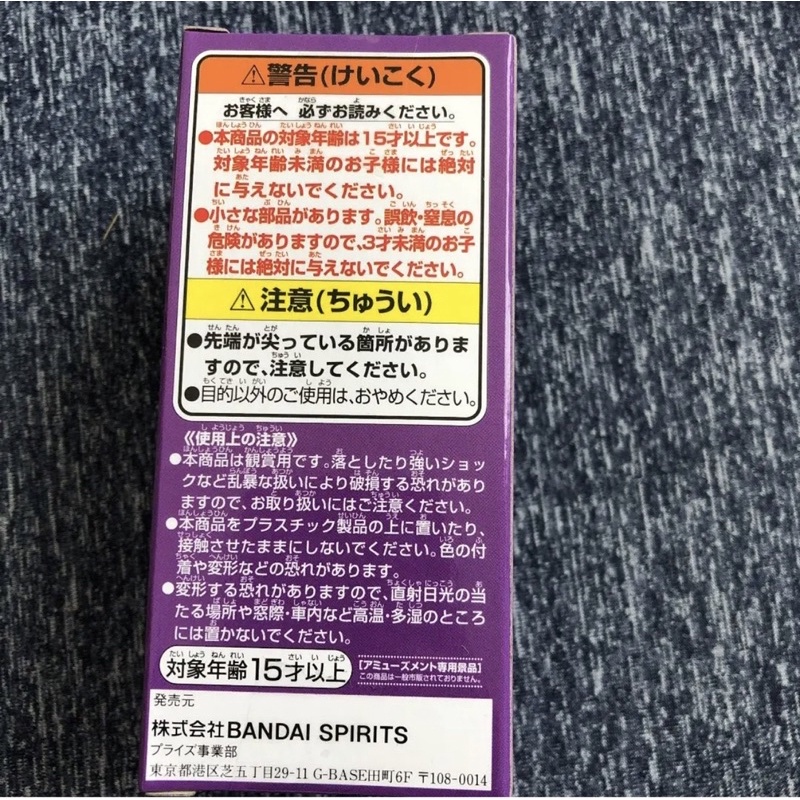 ⚠警告(けいこく)
お客様へ 必ずお読みください。
●本商品の対象年齢は15才以上です。
対象年齢未満のお子様には絶対
に与えないでください。
●小さな部品があります。誤飲・窒息の
危険がありますので、3才未満のお子
様には絶対に与えないでください。
⚠注意(ちゅうい)
●先端が尖っている箇所がありま
すので、注意してください。
●目的以外のご使用は、おやめください。
《使用上の注意》
●本商品は観賞用です。落としたり強いショッ
クなど乱暴な扱いにより破損する恐れがあり
ますので、お取り扱いにはご注意ください。
●本商品をプラスチック製品の上に置いたり、
接触させたままにしないでください。色の付
着や変形などの恐れがあります。
●変形する恐れがありますので、直射日光の当
たる場所や窓際・車内など高温・多湿のところ
には置かないでください。
対象年齢15才以上
[アミューズメント専用景品]
この商品は一般市販されておりません。
発売元
株式会社BANDAI SPIRITS
プライズ事業部
東京都港区芝五丁目29-11 G-BASE田町6F 〒108-0014